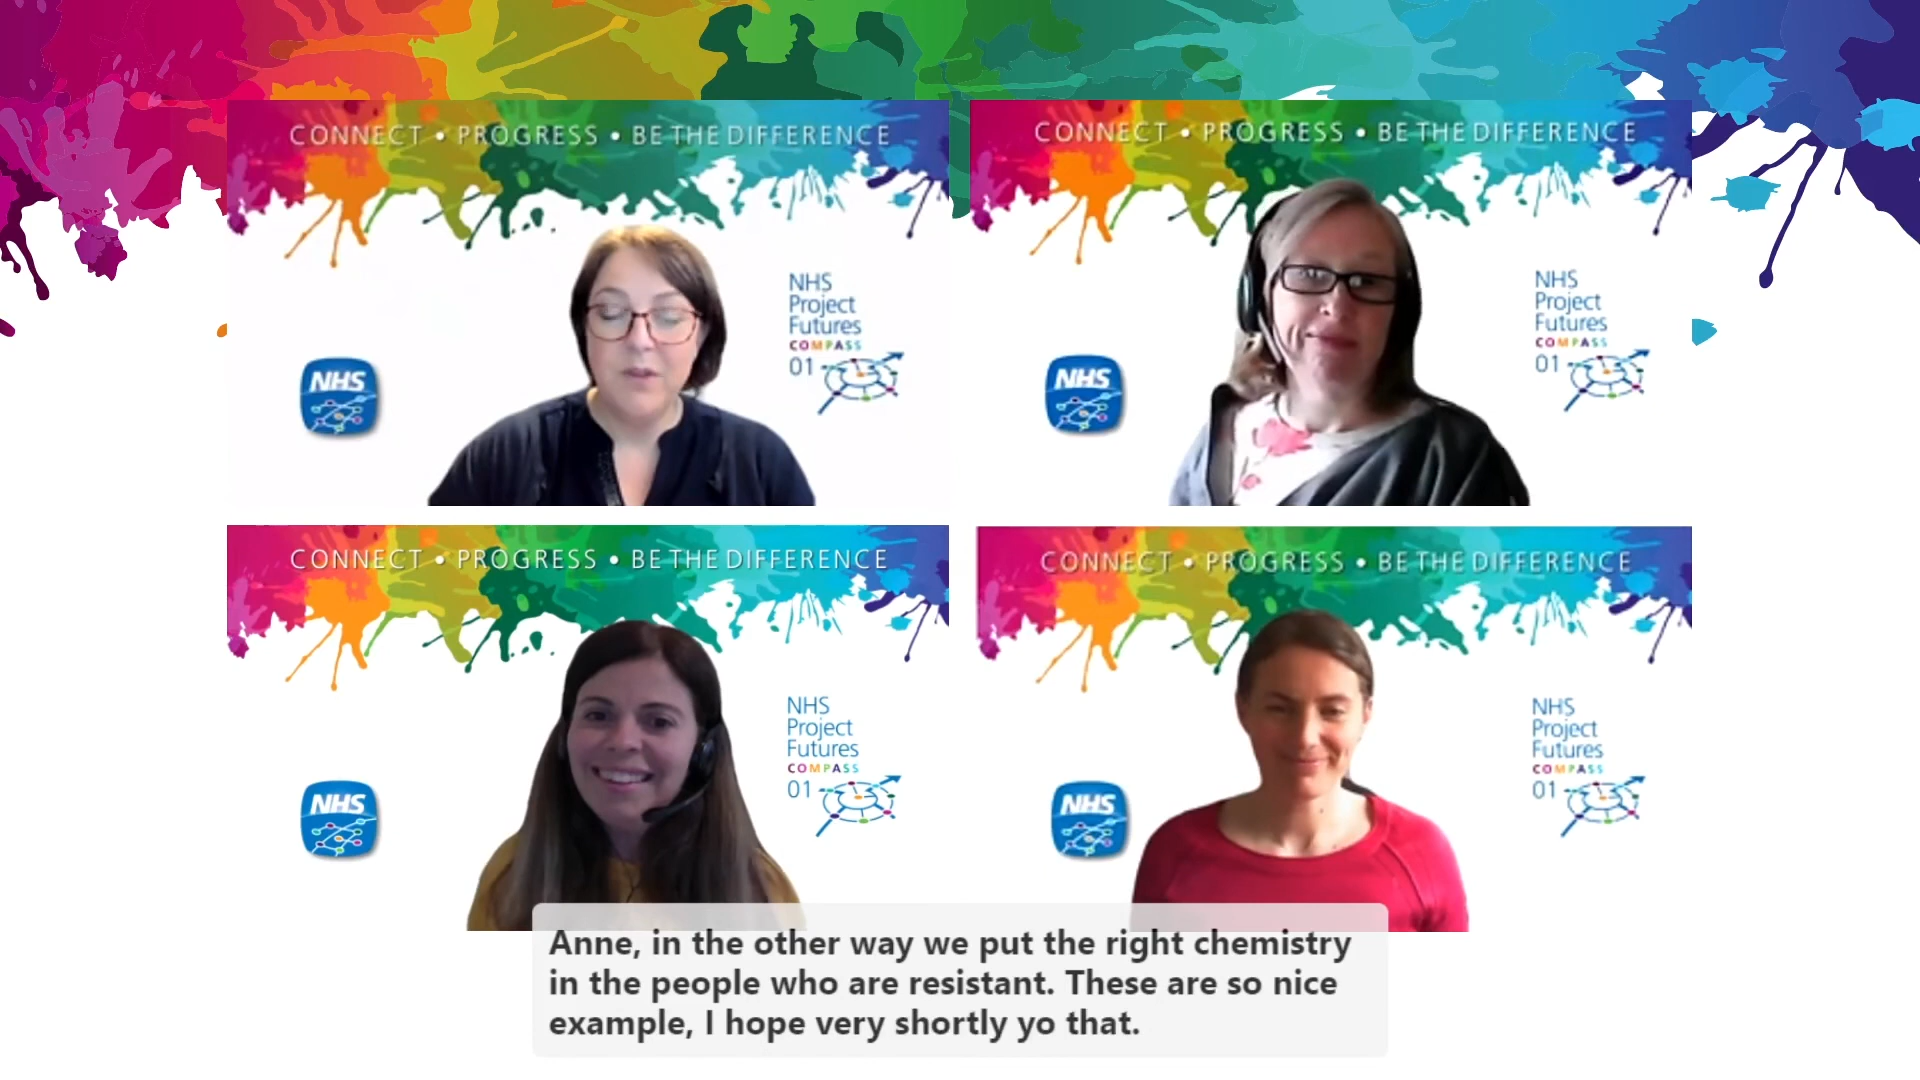 CONNECT • PROGRESS • BE THE DIFFERENCE
NHS
Project
Futures
COMPASS
01
NHS
CONNECT • PROGRESS • BE THE DIFFERENCE
NHS
Project
Futures
COMPASS
01
NHS
CONNECT • PROGRESS • BE THE DIFFERENCE
NHS
Project
Futures
COMPASS
01
NHS
CONNECT • PROGRESS • BE THE DIFFERENCE
NHS
Project
Futures
COMPASS
01
NHS
Anne, in the other way we put the right chemistry
in the people who are resistant. These are so nice
example, I hope very shortly yo that.